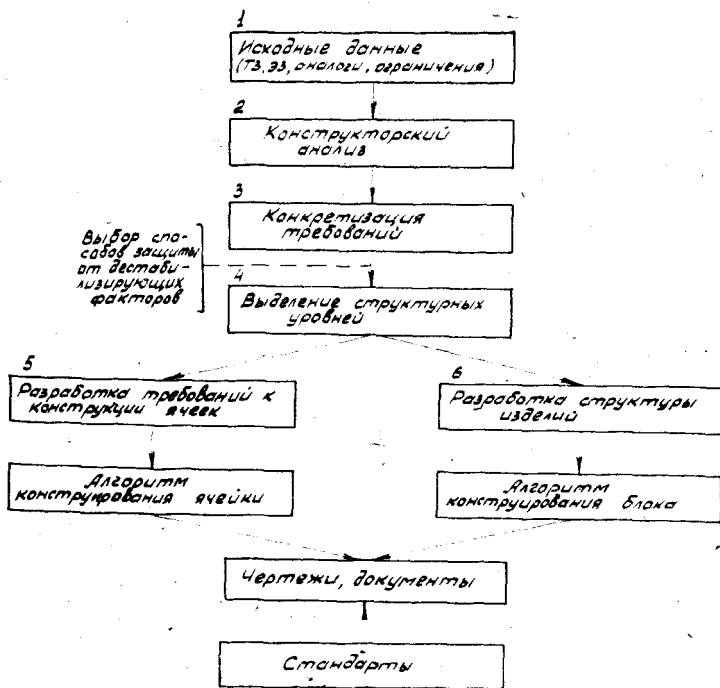 1
Исходные данные
(ТЗ, ЭЗ, аналоги, ограничения)
2
Конструкторский
анализ
3
Конкретизация
требований
Выбор спо-
собов защиты
от дестаби-
лизирующих
факторов
4
Выделение структурных
уровней
5
Разработка требований к
конструкции ячеек
6
Разработка структуры
изделий
Алгоритм
конструирования ячейки
Алгоритм
конструирования блока
Чертежи, документы
Стандарты